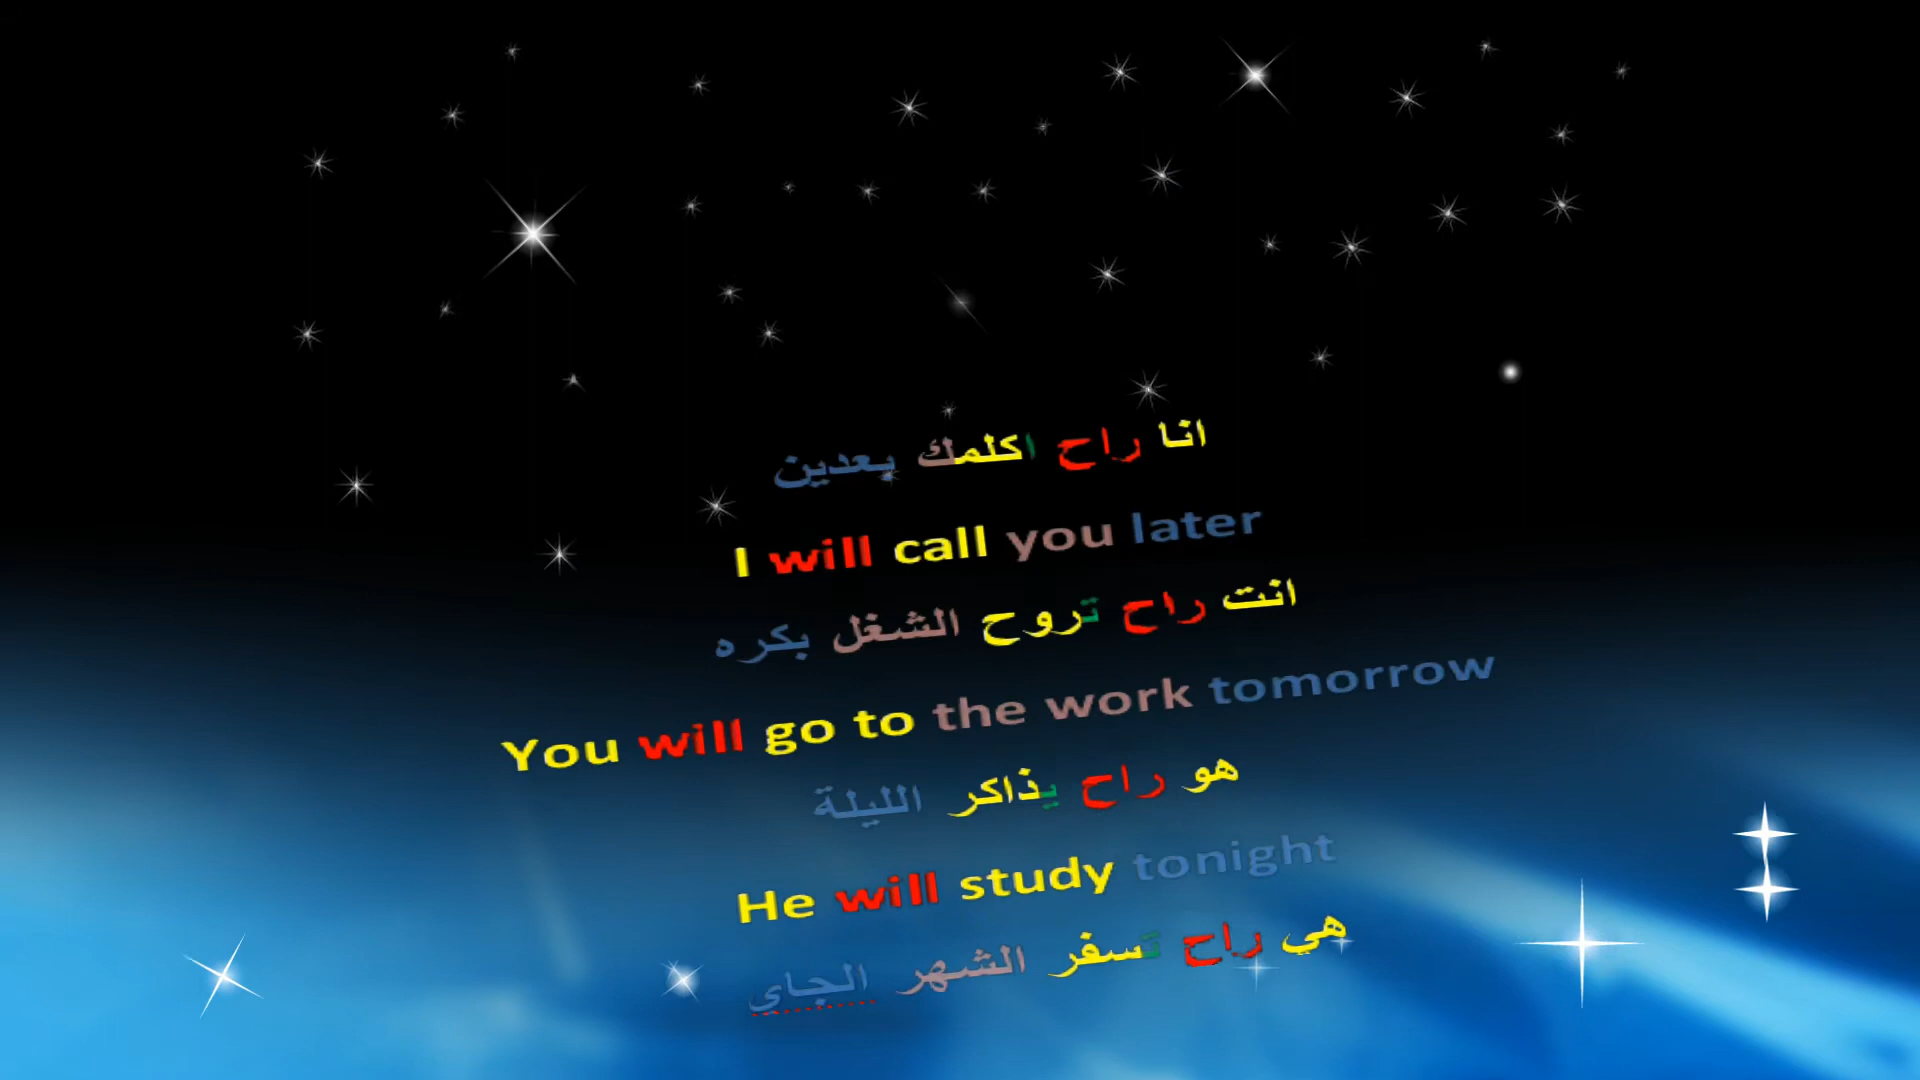 انا راح اكلمك بعدين
I will call you later
انت راح تروح الشغل بكره
You will go to the work tomorrow
هو راح يذاكر الليلة
He will study tonight
هي راح تسفر الشهر الجاي